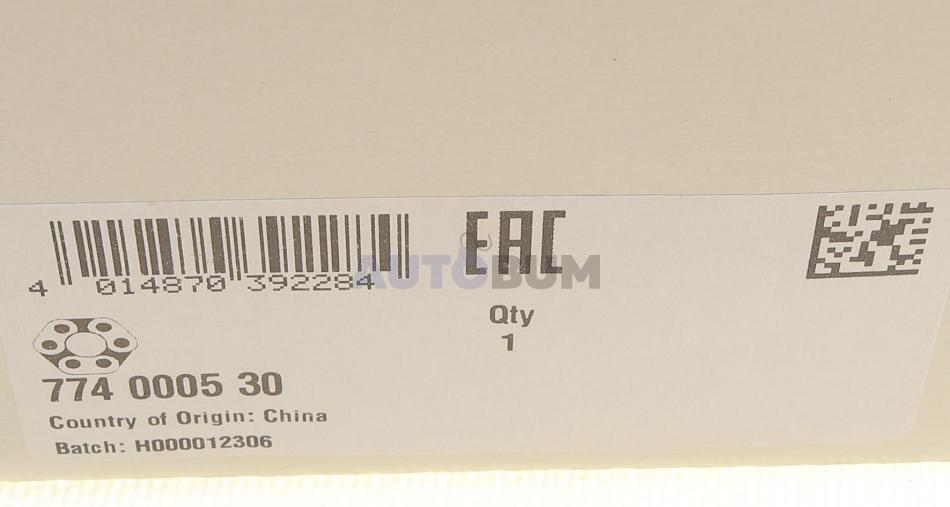 4 014870 392284
EAC
AUTOBUM
Qty
1
774 0005 30
Country of Origin: China
Batch: H000012306